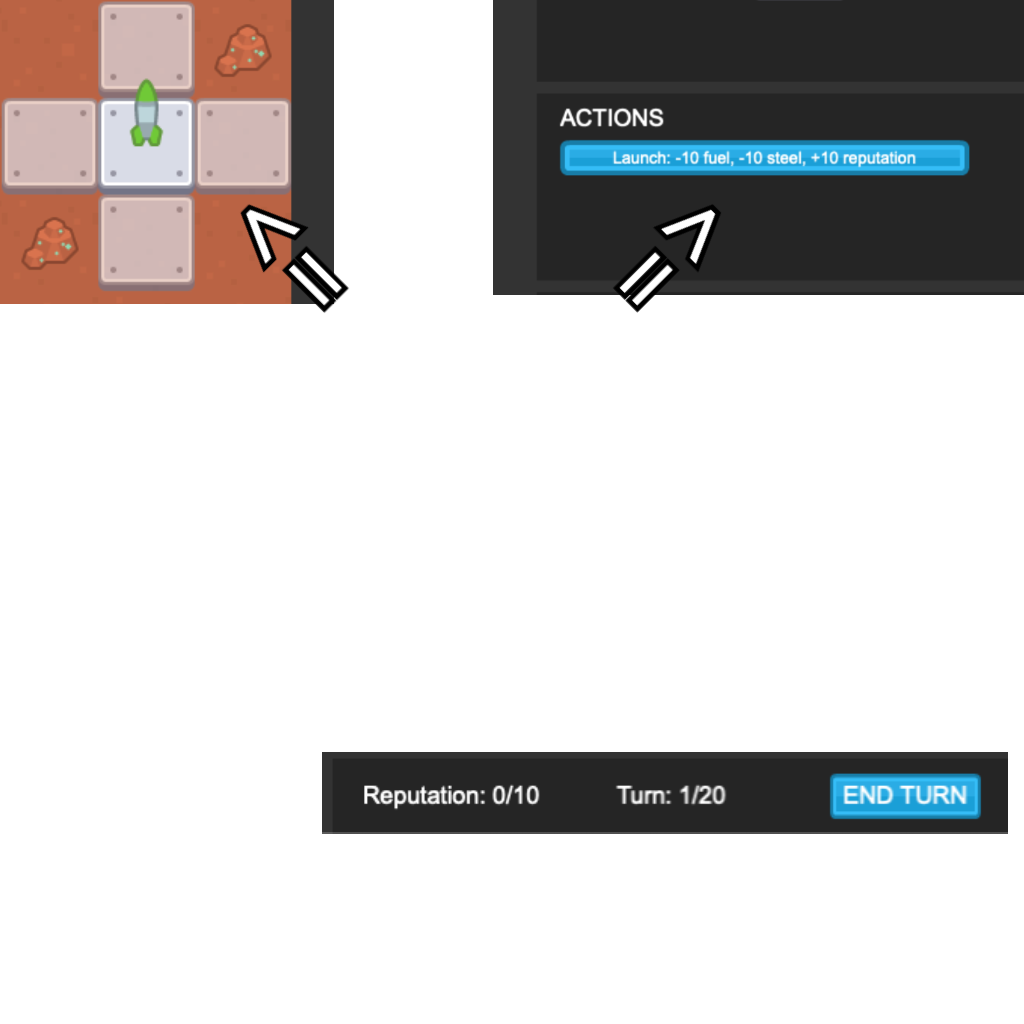 ACTIONS
Launch: -10 fuel, -10 steel, +10 reputation
Reputation: 0/10 Turn: 1/20 END TURN